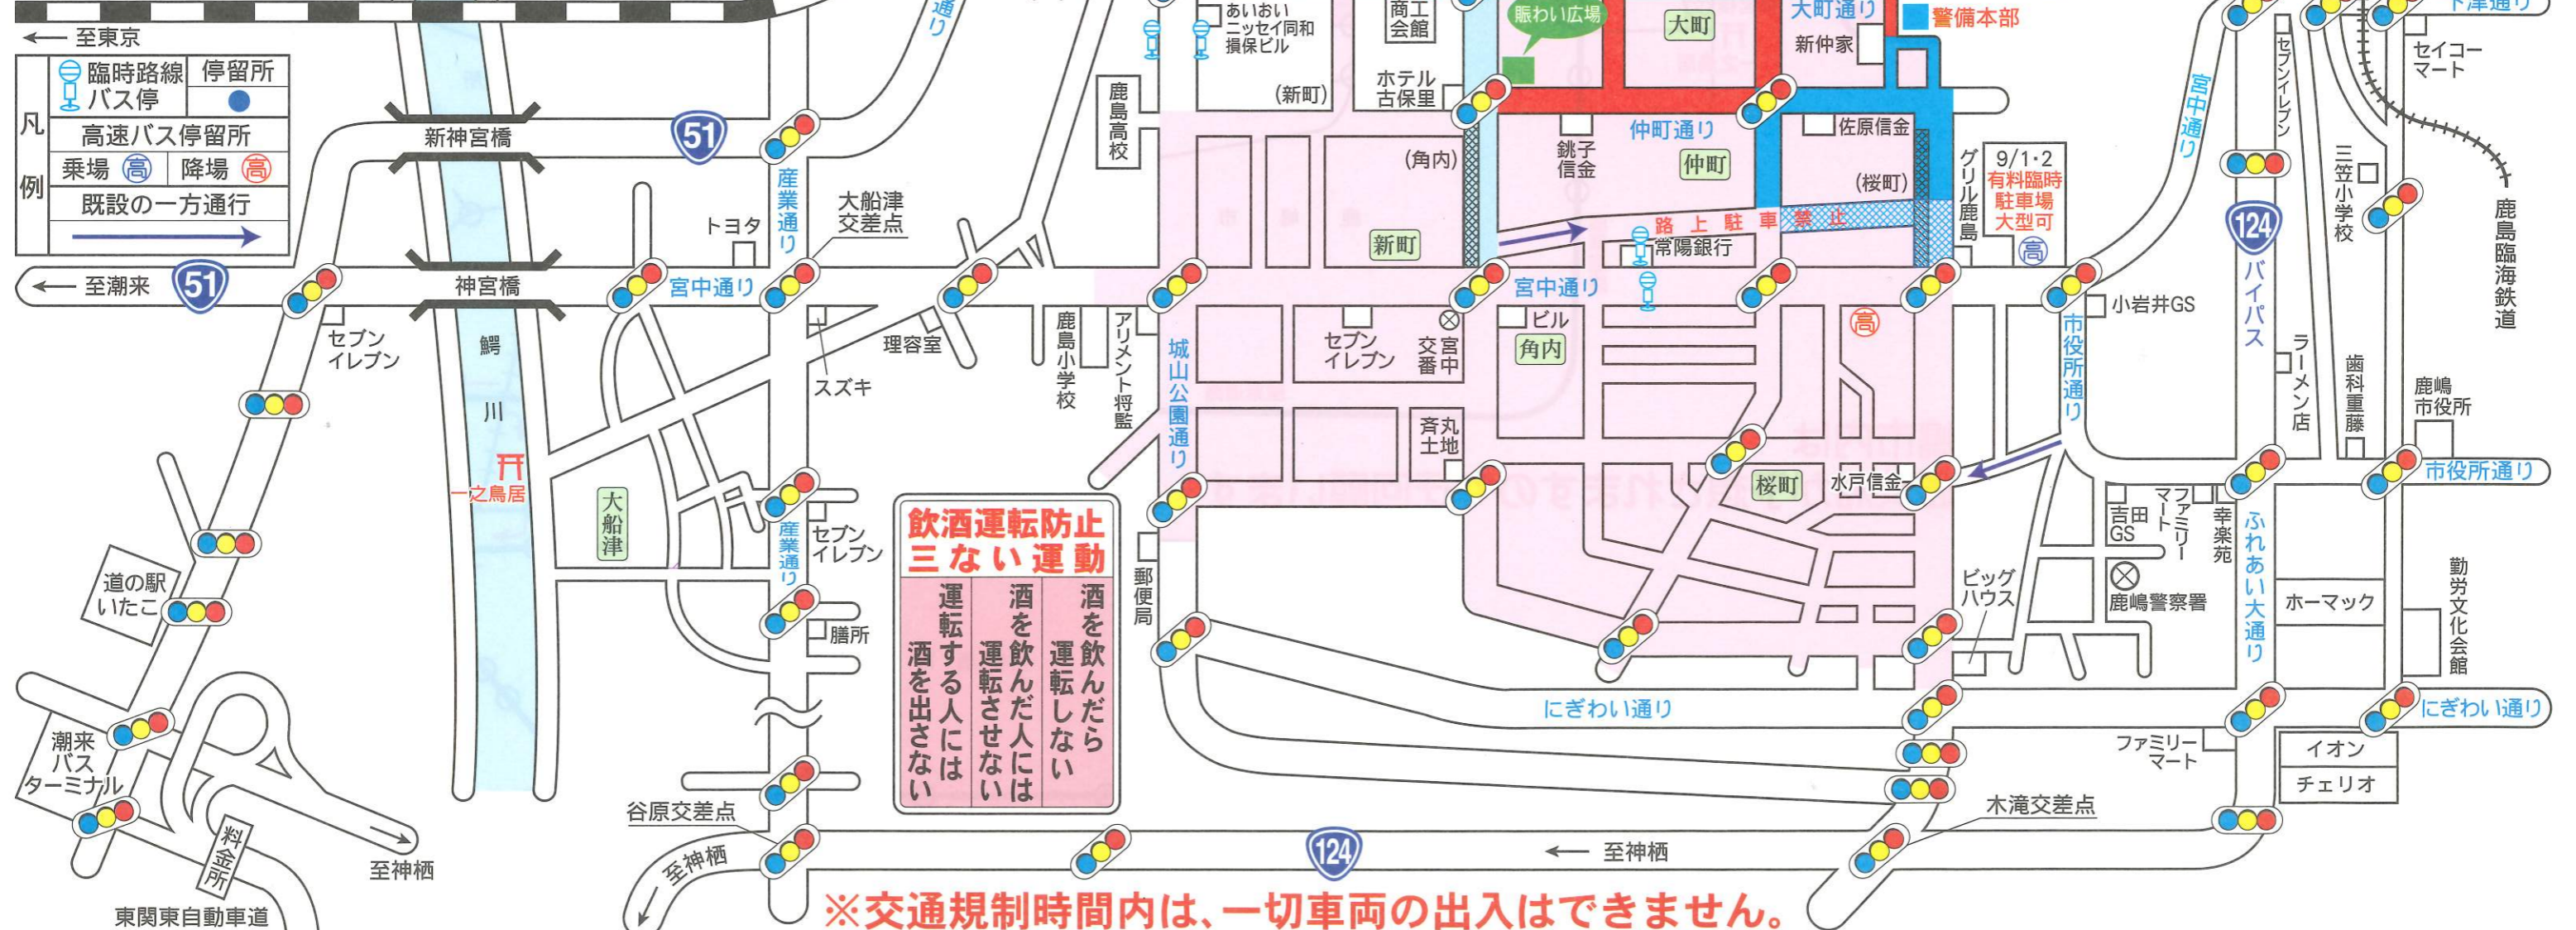 ←至東京
凡例
臨時路線
バス停
停留所
高速バス停留所
乗場 高
降場 高
既設の一方通行
新神宮橋
51
←至潮来
51
神宮橋
セブン
イレブン
鰐川
一之鳥居
大船津
トヨタ
宮中通り
産業通り
大船津
交差点
通り
スズキ
理容室
セブン
イレブン
産業通り
膳所
谷原交差点
至神栖
道の駅
いたこ
潮来
バス
ターミナル
料金所
東関東自動車道
至神栖
あいおい
ニッセイ同和
損保ビル
商工
会館
鹿島高校
(新町)
ホテル
古保里
(角内)
新町
賑わい広場
大町
大町通り
新仲家
警備本部
仲町通り
銚子
信金
仲町
佐原信金
(桜町)
グリル鹿島
9/1・2
有料臨時
駐車場
大型可
高
路上駐車禁止
常陽銀行
宮中通り
鹿島小学校
アリメント将監
城山公園通り
セブン
イレブン
宮中
交番
ビル
角内
斉丸
土地
高
桜町
水戸信金
郵便局
飲酒運転防止
三ない運動
酒を飲んだら
運転しない
酒を飲んだ人には
運転させない
運転する人には
酒を出さない
にぎわい通り
124
←至神栖
木滝交差点
宮中通り
小岩井GS
市役所通り
ビッグ
ハウス
吉田
GS
ファミリー
マート
幸楽苑
鹿嶋警察署
ファミリー
マート
下津通り
セブンイレブン
セイコー
マート
三笠小学校
鹿島臨海鉄道
124
バイパス
ラーメン店
歯科重藤
鹿嶋
市役所
市役所通り
ふれあい大通り
ホーマック
勤労文化会館
にぎわい通り
イオン
チェリオ
※交通規制時間内は、一切車両の出入はできません。